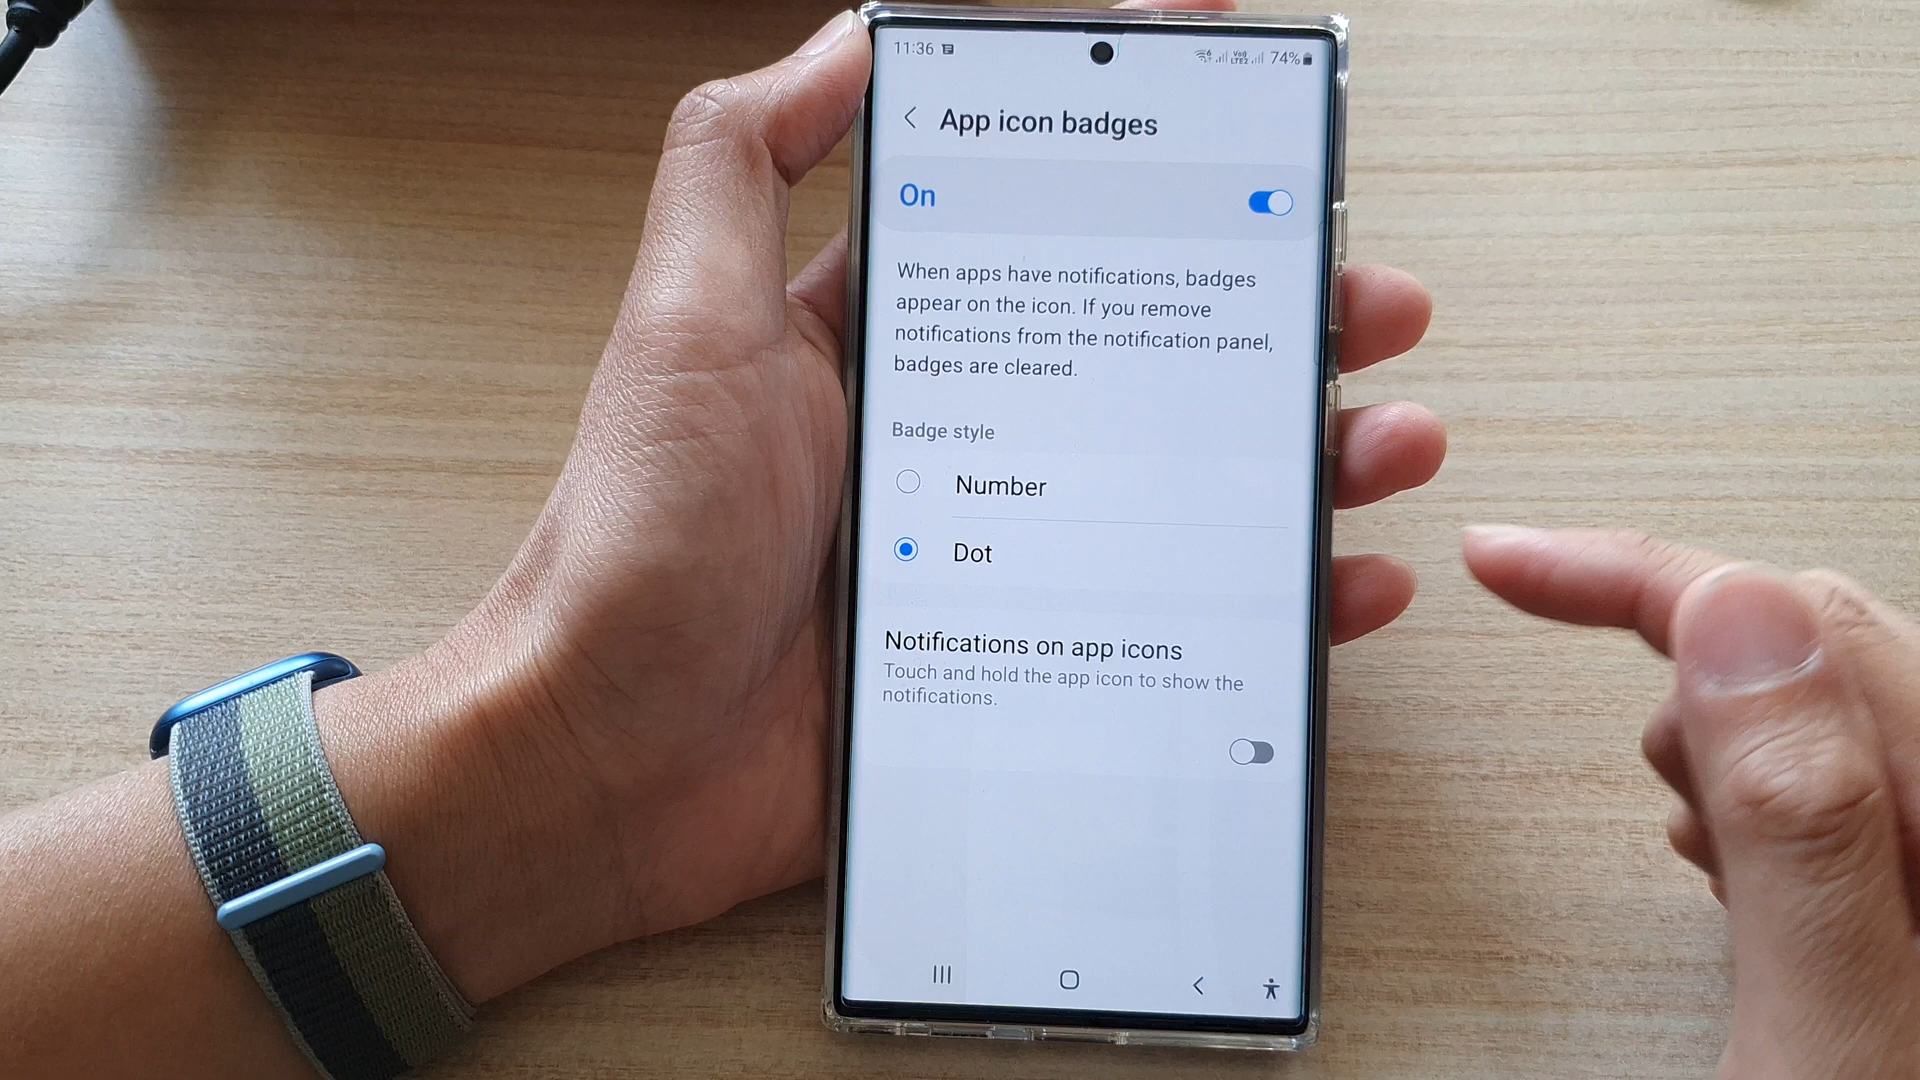 11:36
74%
App icon badges
On
When apps have notifications, badges
appear on the icon. If you remove
notifications from the notification panel,
badges are cleared.
Badge style
Number
Dot
Notifications on app icons
Touch and hold the app icon to show the
notifications.